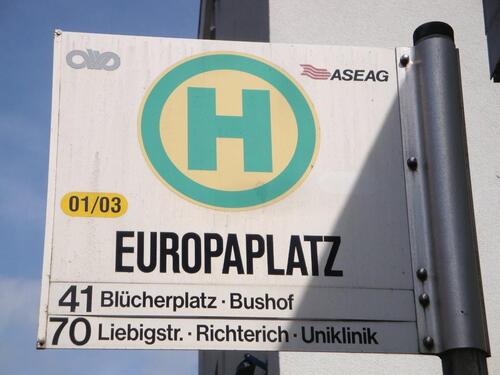 AVV
ASEAG
H
01/03
EUROPAPLATZ
41 Blücherplatz · Bushof
70 Liebigstr. · Richterich · Uniklinik